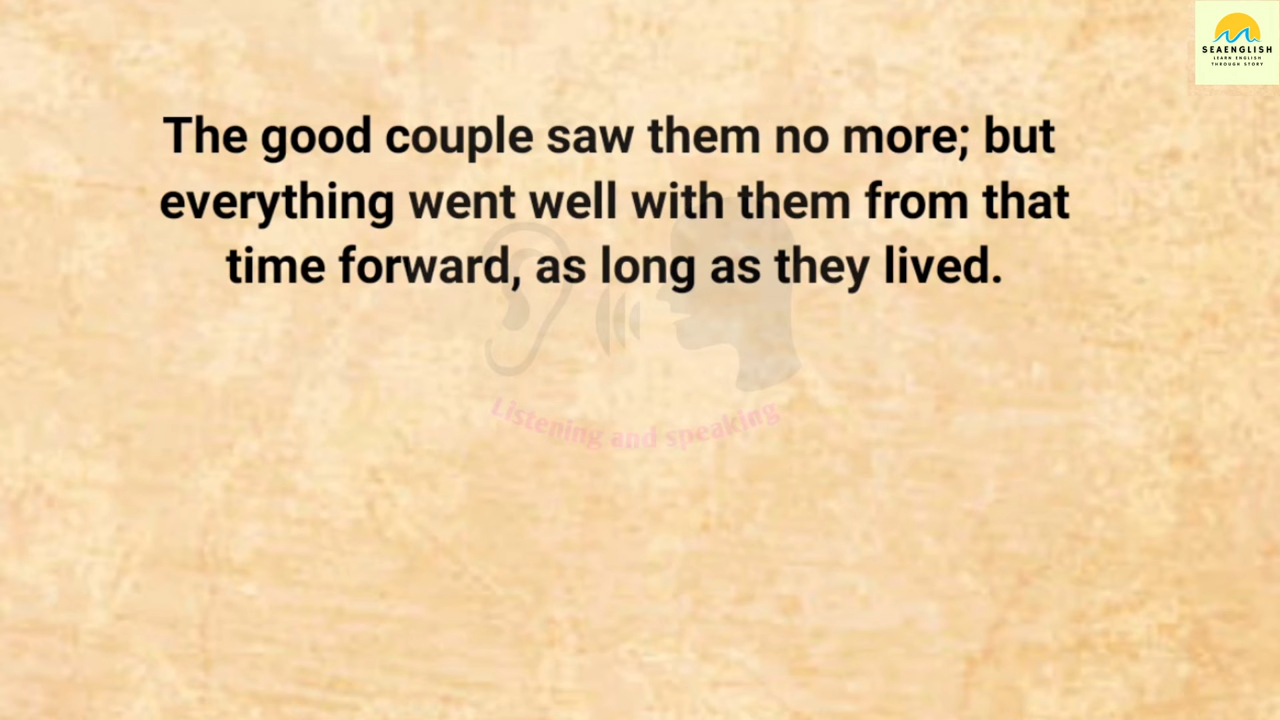 SEAENGLISH
LEARN ENGLISH
THROUGH STORY
The good couple saw them no more; but
everything went well with them from that
time forward, as long as they lived.
Listening and speaking